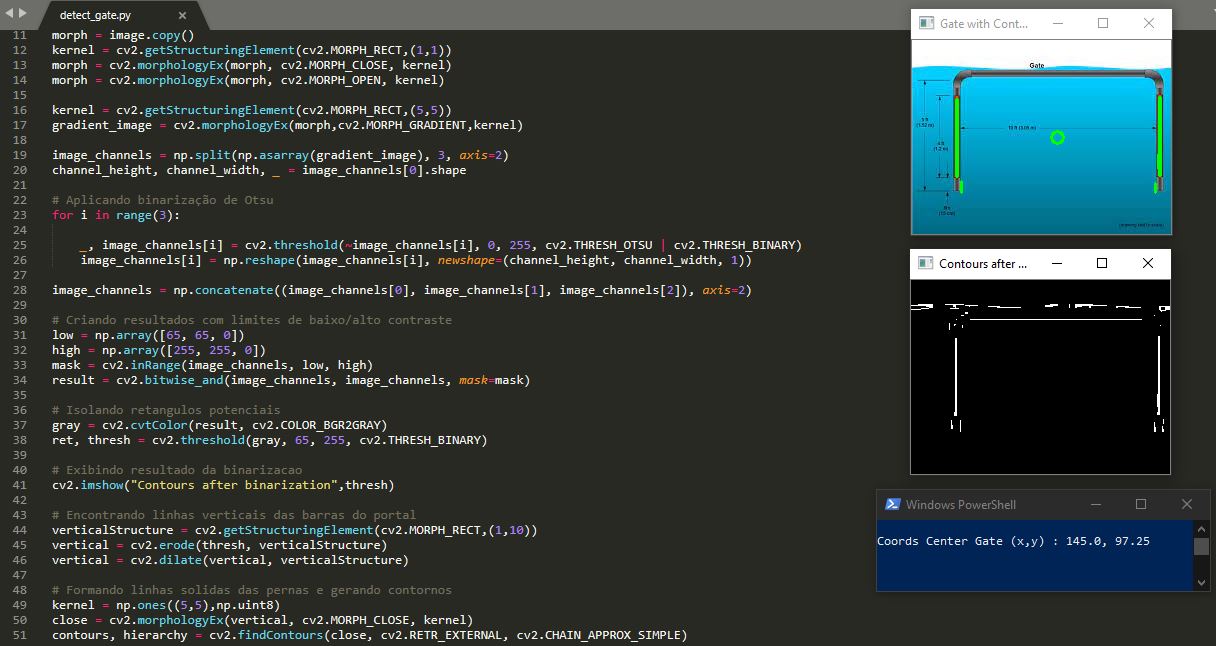 detect_gate.py
11 morph = image.copy()
12 kernel = cv2.getStructuringElement(cv2.MORPH_RECT,(1,1))
13 morph = cv2.morphologyEx(morph, cv2.MORPH_CLOSE, kernel)
14 morph = cv2.morphologyEx(morph, cv2.MORPH_OPEN, kernel)
15
16 kernel = cv2.getStructuringElement(cv2.MORPH_RECT,(5,5))
17 gradient_image = cv2.morphologyEx(morph,cv2.MORPH_GRADIENT,kernel)
18
19 image_channels = np.split(np.asarray(gradient_image), 3, axis=2)
20 channel_height, channel_width, _ = image_channels[0].shape
21
22 # Aplicando binarização de Otsu
23 for i in range(3):
24
25 _, image_channels[i] = cv2.threshold(~image_channels[i], 0, 255, cv2.THRESH_OTSU | cv2.THRESH_BINARY)
26 image_channels[i] = np.reshape(image_channels[i], newshape=(channel_height, channel_width, 1))
27
28 image_channels = np.concatenate((image_channels[0], image_channels[1], image_channels[2]), axis=2)
29
30 # Criando resultados com limites de baixo/alto contraste
31 low = np.array([65, 65, 0])
32 high = np.array([255, 255, 0])
33 mask = cv2.inRange(image_channels, low, high)
34 result = cv2.bitwise_and(image_channels, image_channels, mask=mask)
35
36 # Isolando retangulos potenciais
37 gray = cv2.cvtColor(result, cv2.COLOR_BGR2GRAY)
38 ret, thresh = cv2.threshold(gray, 65, 255, cv2.THRESH_BINARY)
39
40 # Exibindo resultado da binarizacao
41 cv2.imshow("Contours after binarization",thresh)
42
43 # Encontrando linhas verticais das barras do portal
44 verticalStructure = cv2.getStructuringElement(cv2.MORPH_RECT,(1,10))
45 vertical = cv2.erode(thresh, verticalStructure)
46 vertical = cv2.dilate(vertical, verticalStructure)
47
48 # Formando linhas solidas das pernas e gerando contornos
49 kernel = np.ones((5,5),np.uint8)
50 close = cv2.morphologyEx(vertical, cv2.MORPH_CLOSE, kernel)
51 contours, hierarchy = cv2.findContours(close, cv2.RETR_EXTERNAL, cv2.CHAIN_APPROX_SIMPLE)
Gate with Cont...
Gate
5 ft
(1.52 m)
10 ft (3.05 m)
4 ft
(1.2 m)
Contours after ...
Windows PowerShell
Coords Center Gate (x,y) : 145.0, 97.25